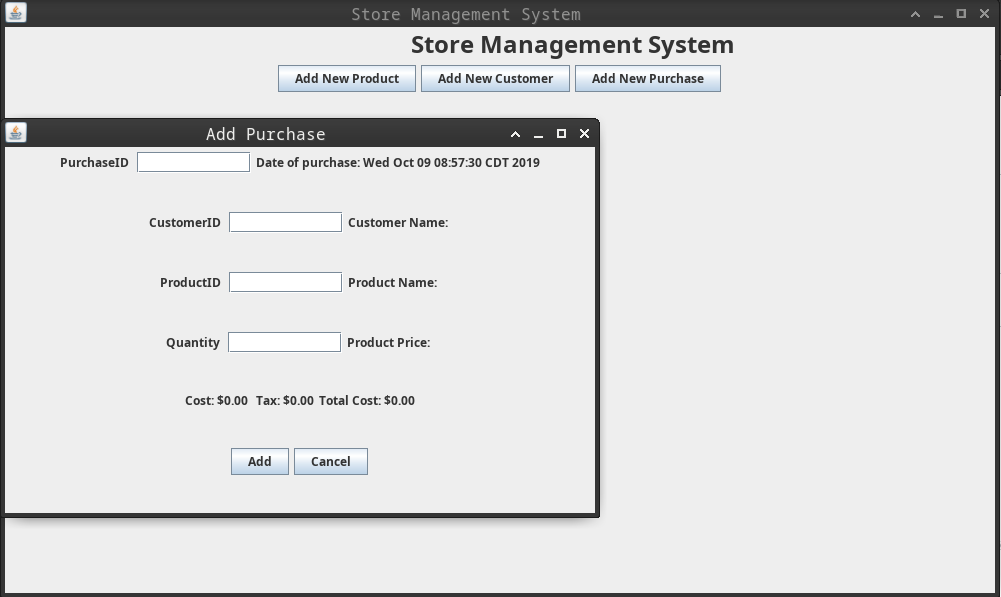 Store Management System
Store Management System
Add New Product Add New Customer Add New Purchase
Add Purchase
PurchaseID Date of purchase: Wed Oct 09 08:57:30 CDT 2019
CustomerID Customer Name:
ProductID Product Name:
Quantity Product Price:
Cost: $0.00 Tax: $0.00 Total Cost: $0.00
Add Cancel